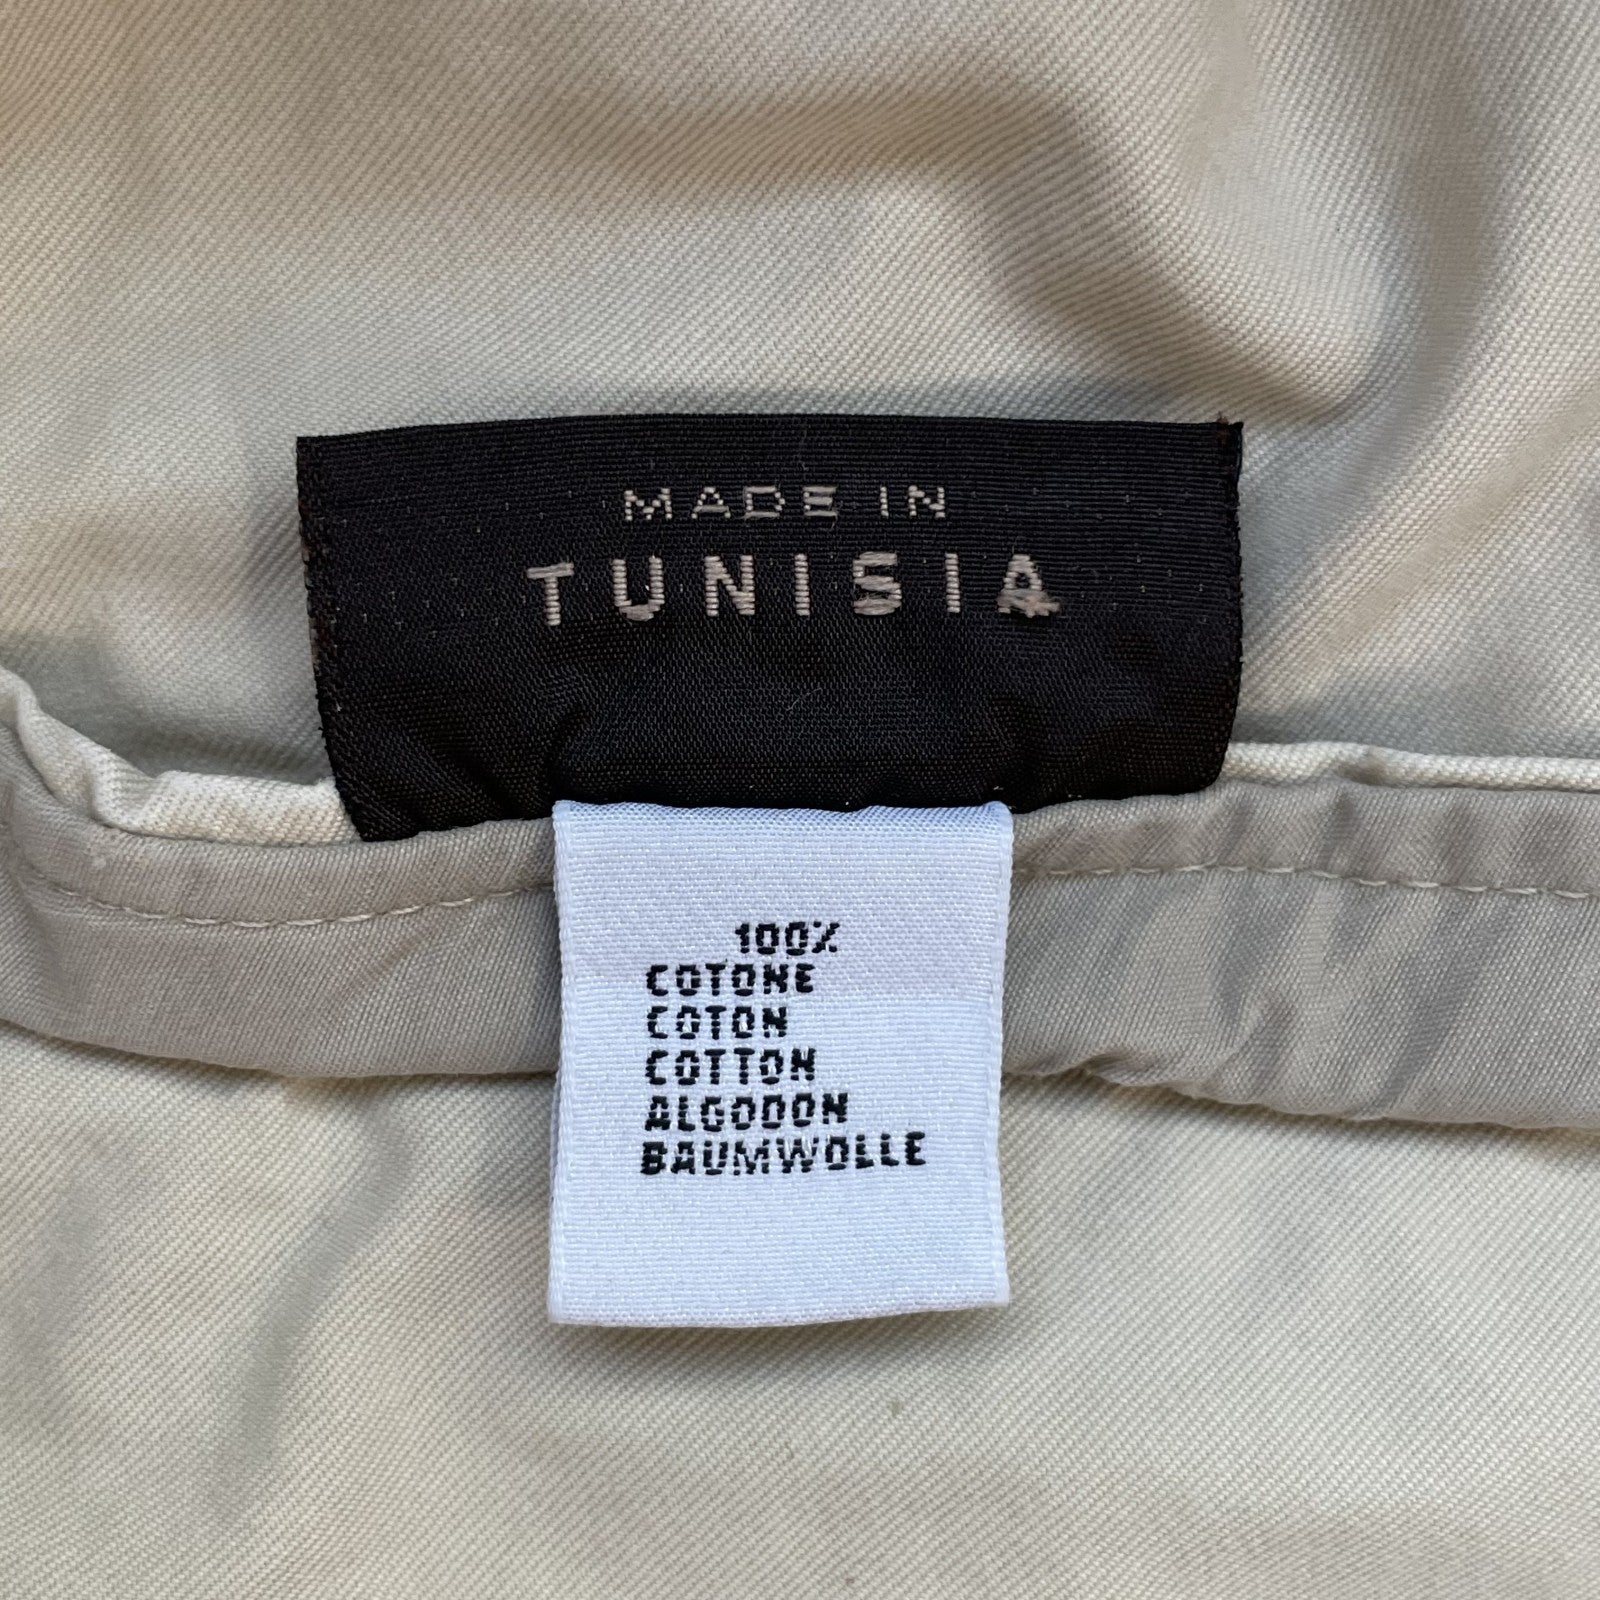 MADE IN
TUNISIA
100%
COTONE
COTON
COTTON
ALGODON
BAUMWOLLE